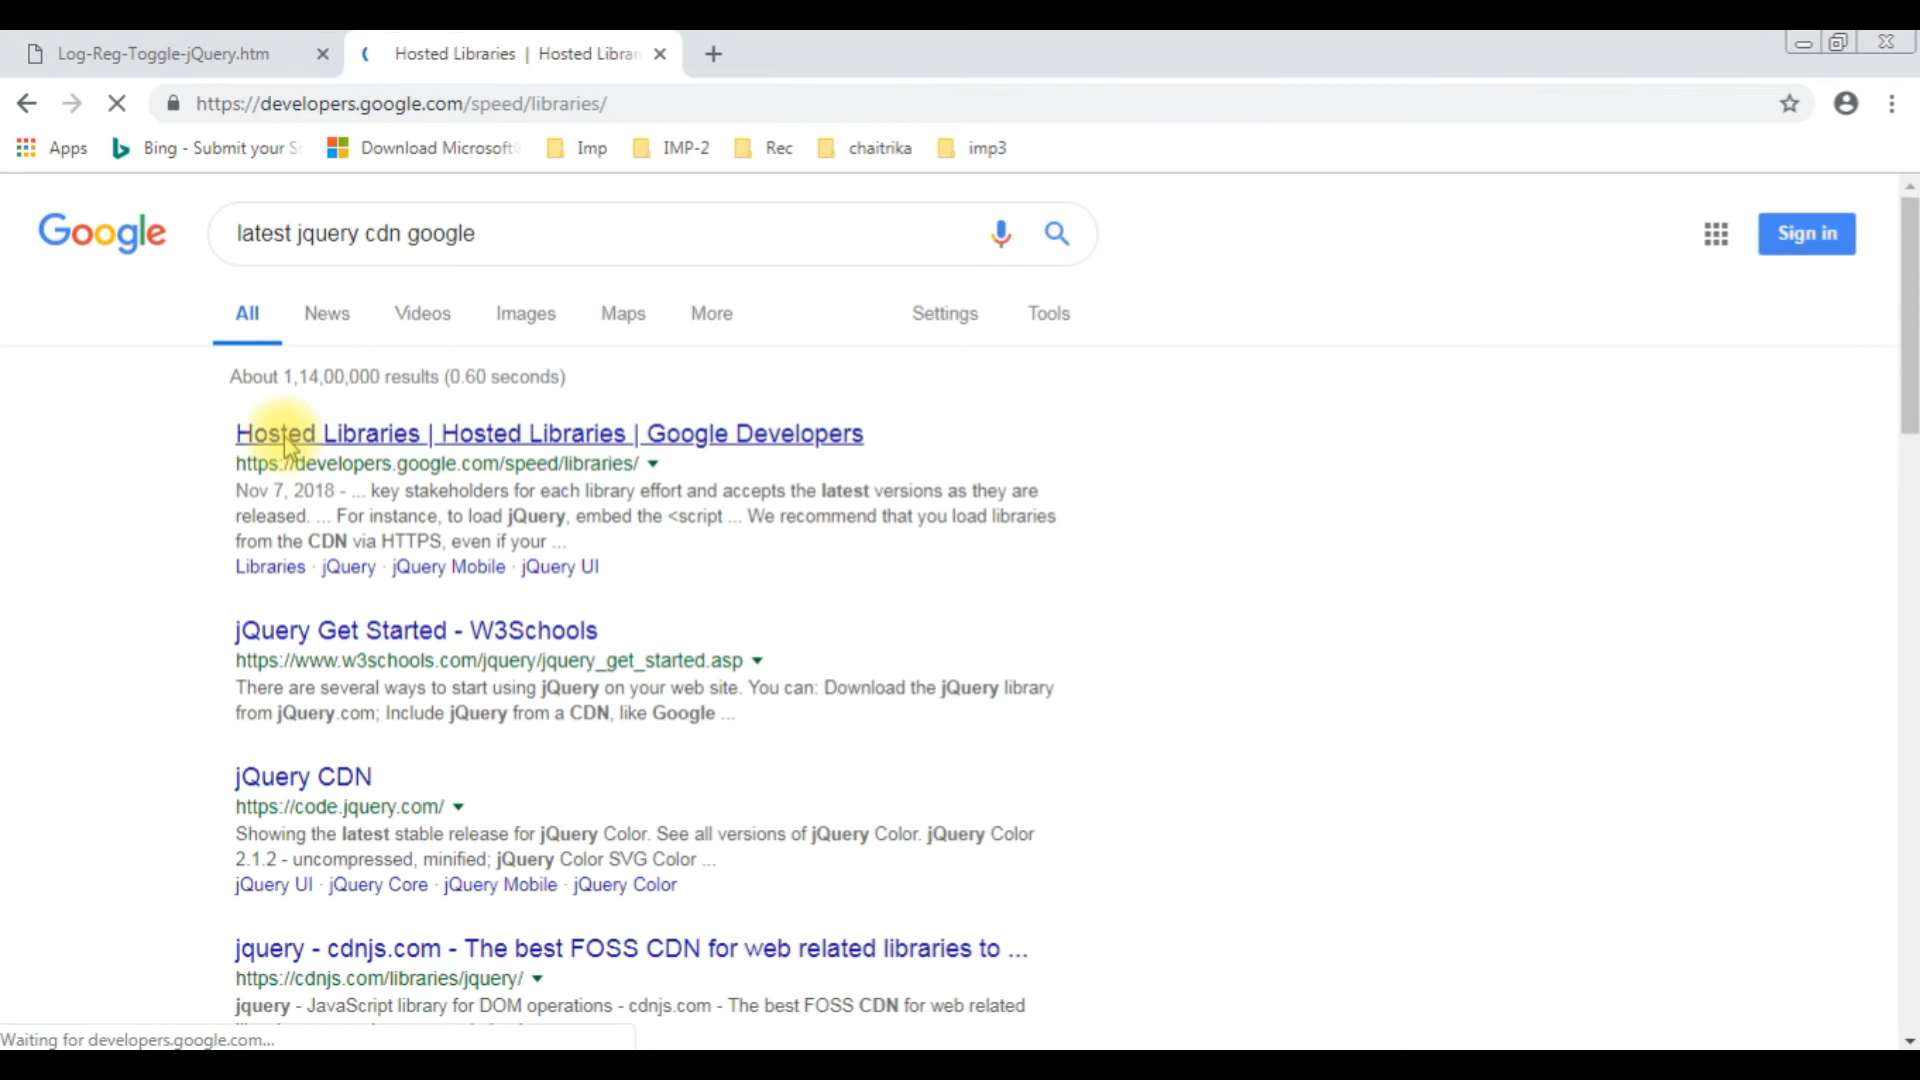 Log-Reg-Toggle-jQuery.htm
Hosted Libraries | Hosted Librar
https://developers.google.com/speed/libraries/
Apps
Bing - Submit your Si
Download Microsoft
Imp
IMP-2
Rec
chaitrika
imp3
Google
latest jquery cdn google
Sign in
All News Videos Images Maps More Settings Tools
About 1,14,00,000 results (0.60 seconds)
Hosted Libraries | Hosted Libraries | Google Developers
https://developers.google.com/speed/libraries/
Nov 7, 2018 - ... key stakeholders for each library effort and accepts the latest versions as they are
released. ... For instance, to load jQuery, embed the <script ... We recommend that you load libraries
from the CDN via HTTPS, even if your ...
Libraries · jQuery · jQuery Mobile · jQuery UI
jQuery Get Started - W3Schools
https://www.w3schools.com/jquery/jquery_get_started.asp
There are several ways to start using jQuery on your web site. You can: Download the jQuery library
from jQuery.com; Include jQuery from a CDN, like Google ...
jQuery CDN
https://code.jquery.com/
Showing the latest stable release for jQuery Color. See all versions of jQuery Color. jQuery Color
2.1.2 - uncompressed, minified; jQuery Color SVG Color ...
jQuery UI · jQuery Core · jQuery Mobile · jQuery Color
jquery - cdnjs.com - The best FOSS CDN for web related libraries to ...
https://cdnjs.com/libraries/jquery/
jquery - JavaScript library for DOM operations - cdnjs.com - The best FOSS CDN for web related
Waiting for developers.google.com...